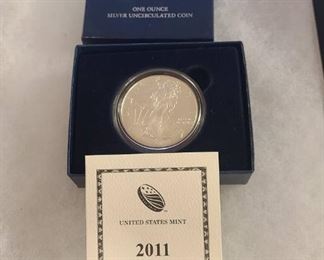 ONE OUNCE
SILVER UNCIRCULATED COIN
UNITED STATES MINT
2011